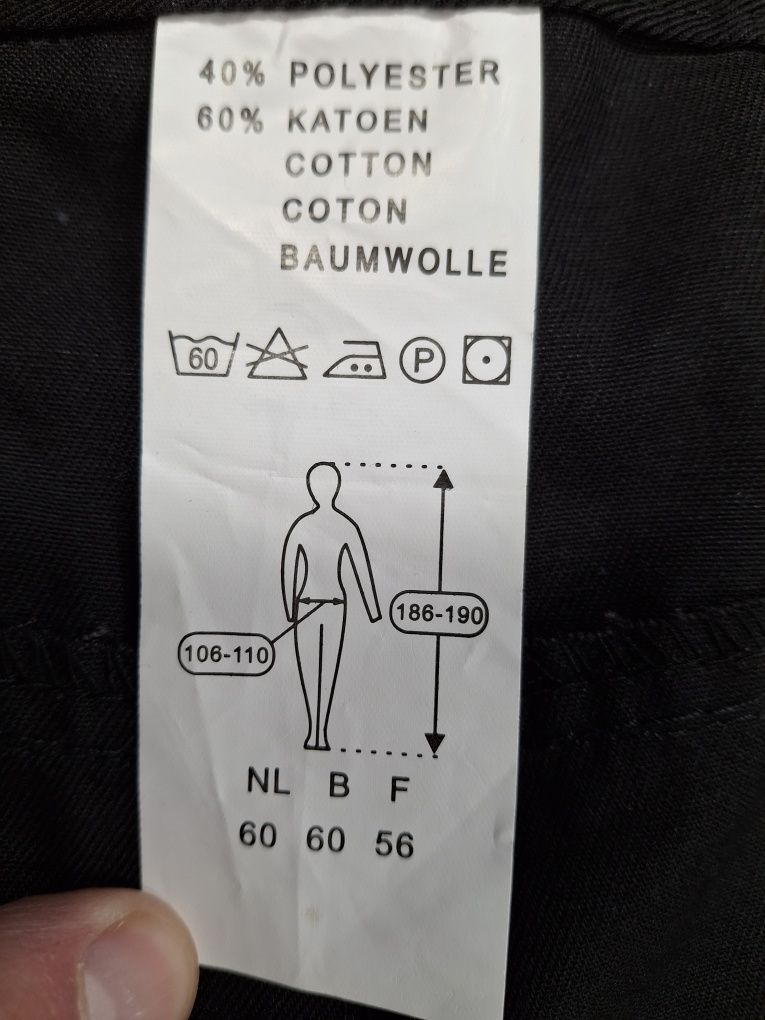 40% POLYESTER
60% KATOEN
COTTON
COTON
BAUMWOLLE
60 P
186-190
106-110
NL B F
60 60 56